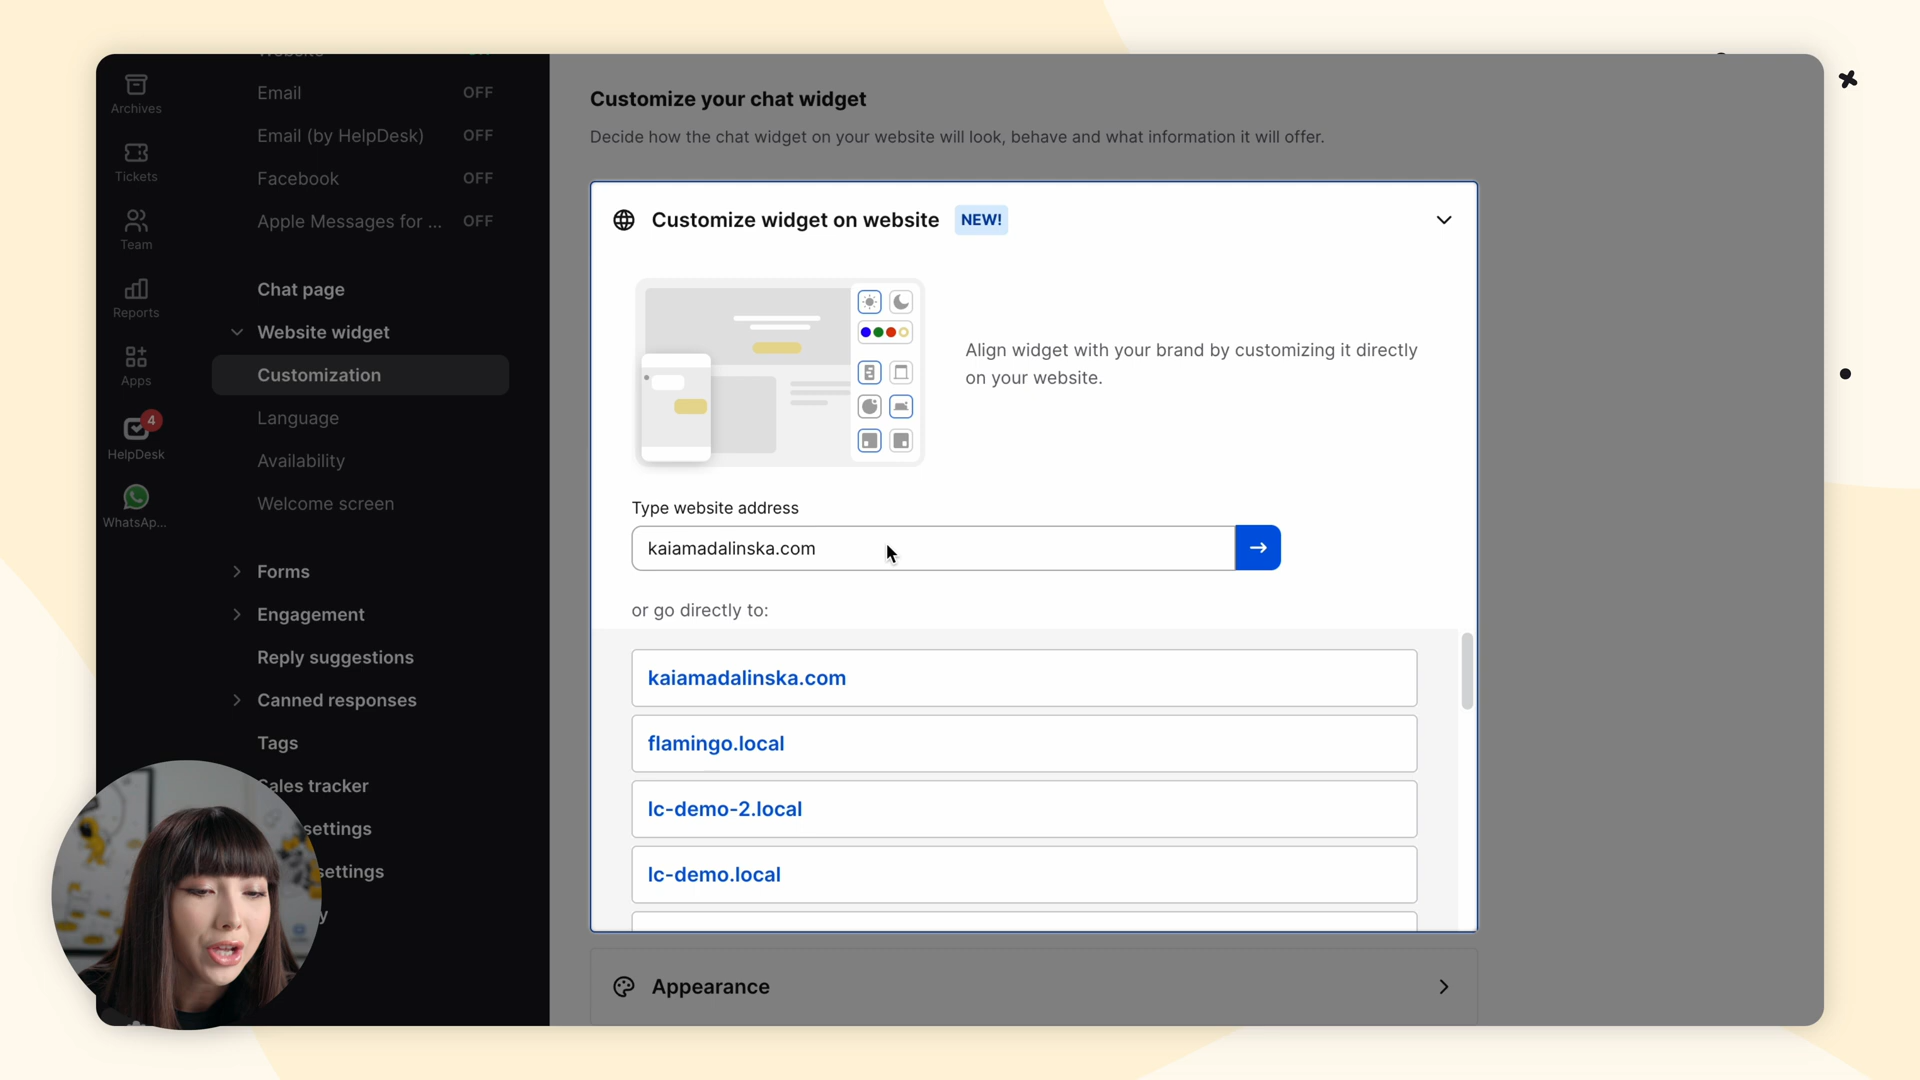 Archives
Tickets
Team
Reports
Apps
4
HelpDesk
WhatsAp...
Email OFF
Email (by HelpDesk) OFF
Facebook OFF
Apple Messages for ... OFF
Chat page
Website widget
Customization
Language
Availability
Welcome screen
Forms
Engagement
Reply suggestions
Canned responses
Tags
Sales tracker
settings
settings
Customize your chat widget
Decide how the chat widget on your website will look, behave and what information it will offer.
Customize widget on website NEW!
Align widget with your brand by customizing it directly
on your website.
Type website address
kaiamadalinska.com
or go directly to:
kaiamadalinska.com
flamingo.local
lc-demo-2.local
lc-demo.local
Appearance